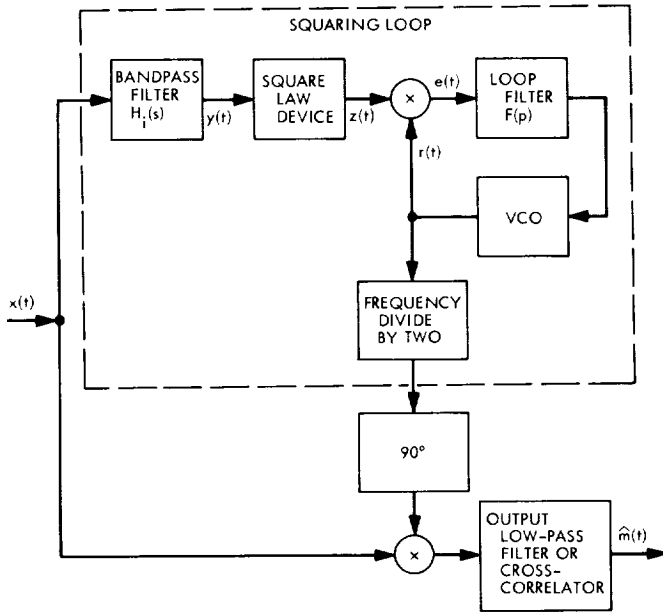 SQUARING LOOP
BANDPASS
FILTER
H_i(s)
y(t)
SQUARE
LAW
DEVICE
z(t)
×
e(t)
LOOP
FILTER
F(p)
r(t)
VCO
x(t)
FREQUENCY
DIVIDE
BY TWO
90°
×
OUTPUT
LOW-PASS
FILTER OR
CROSS-
CORRELATOR
m̂(t)